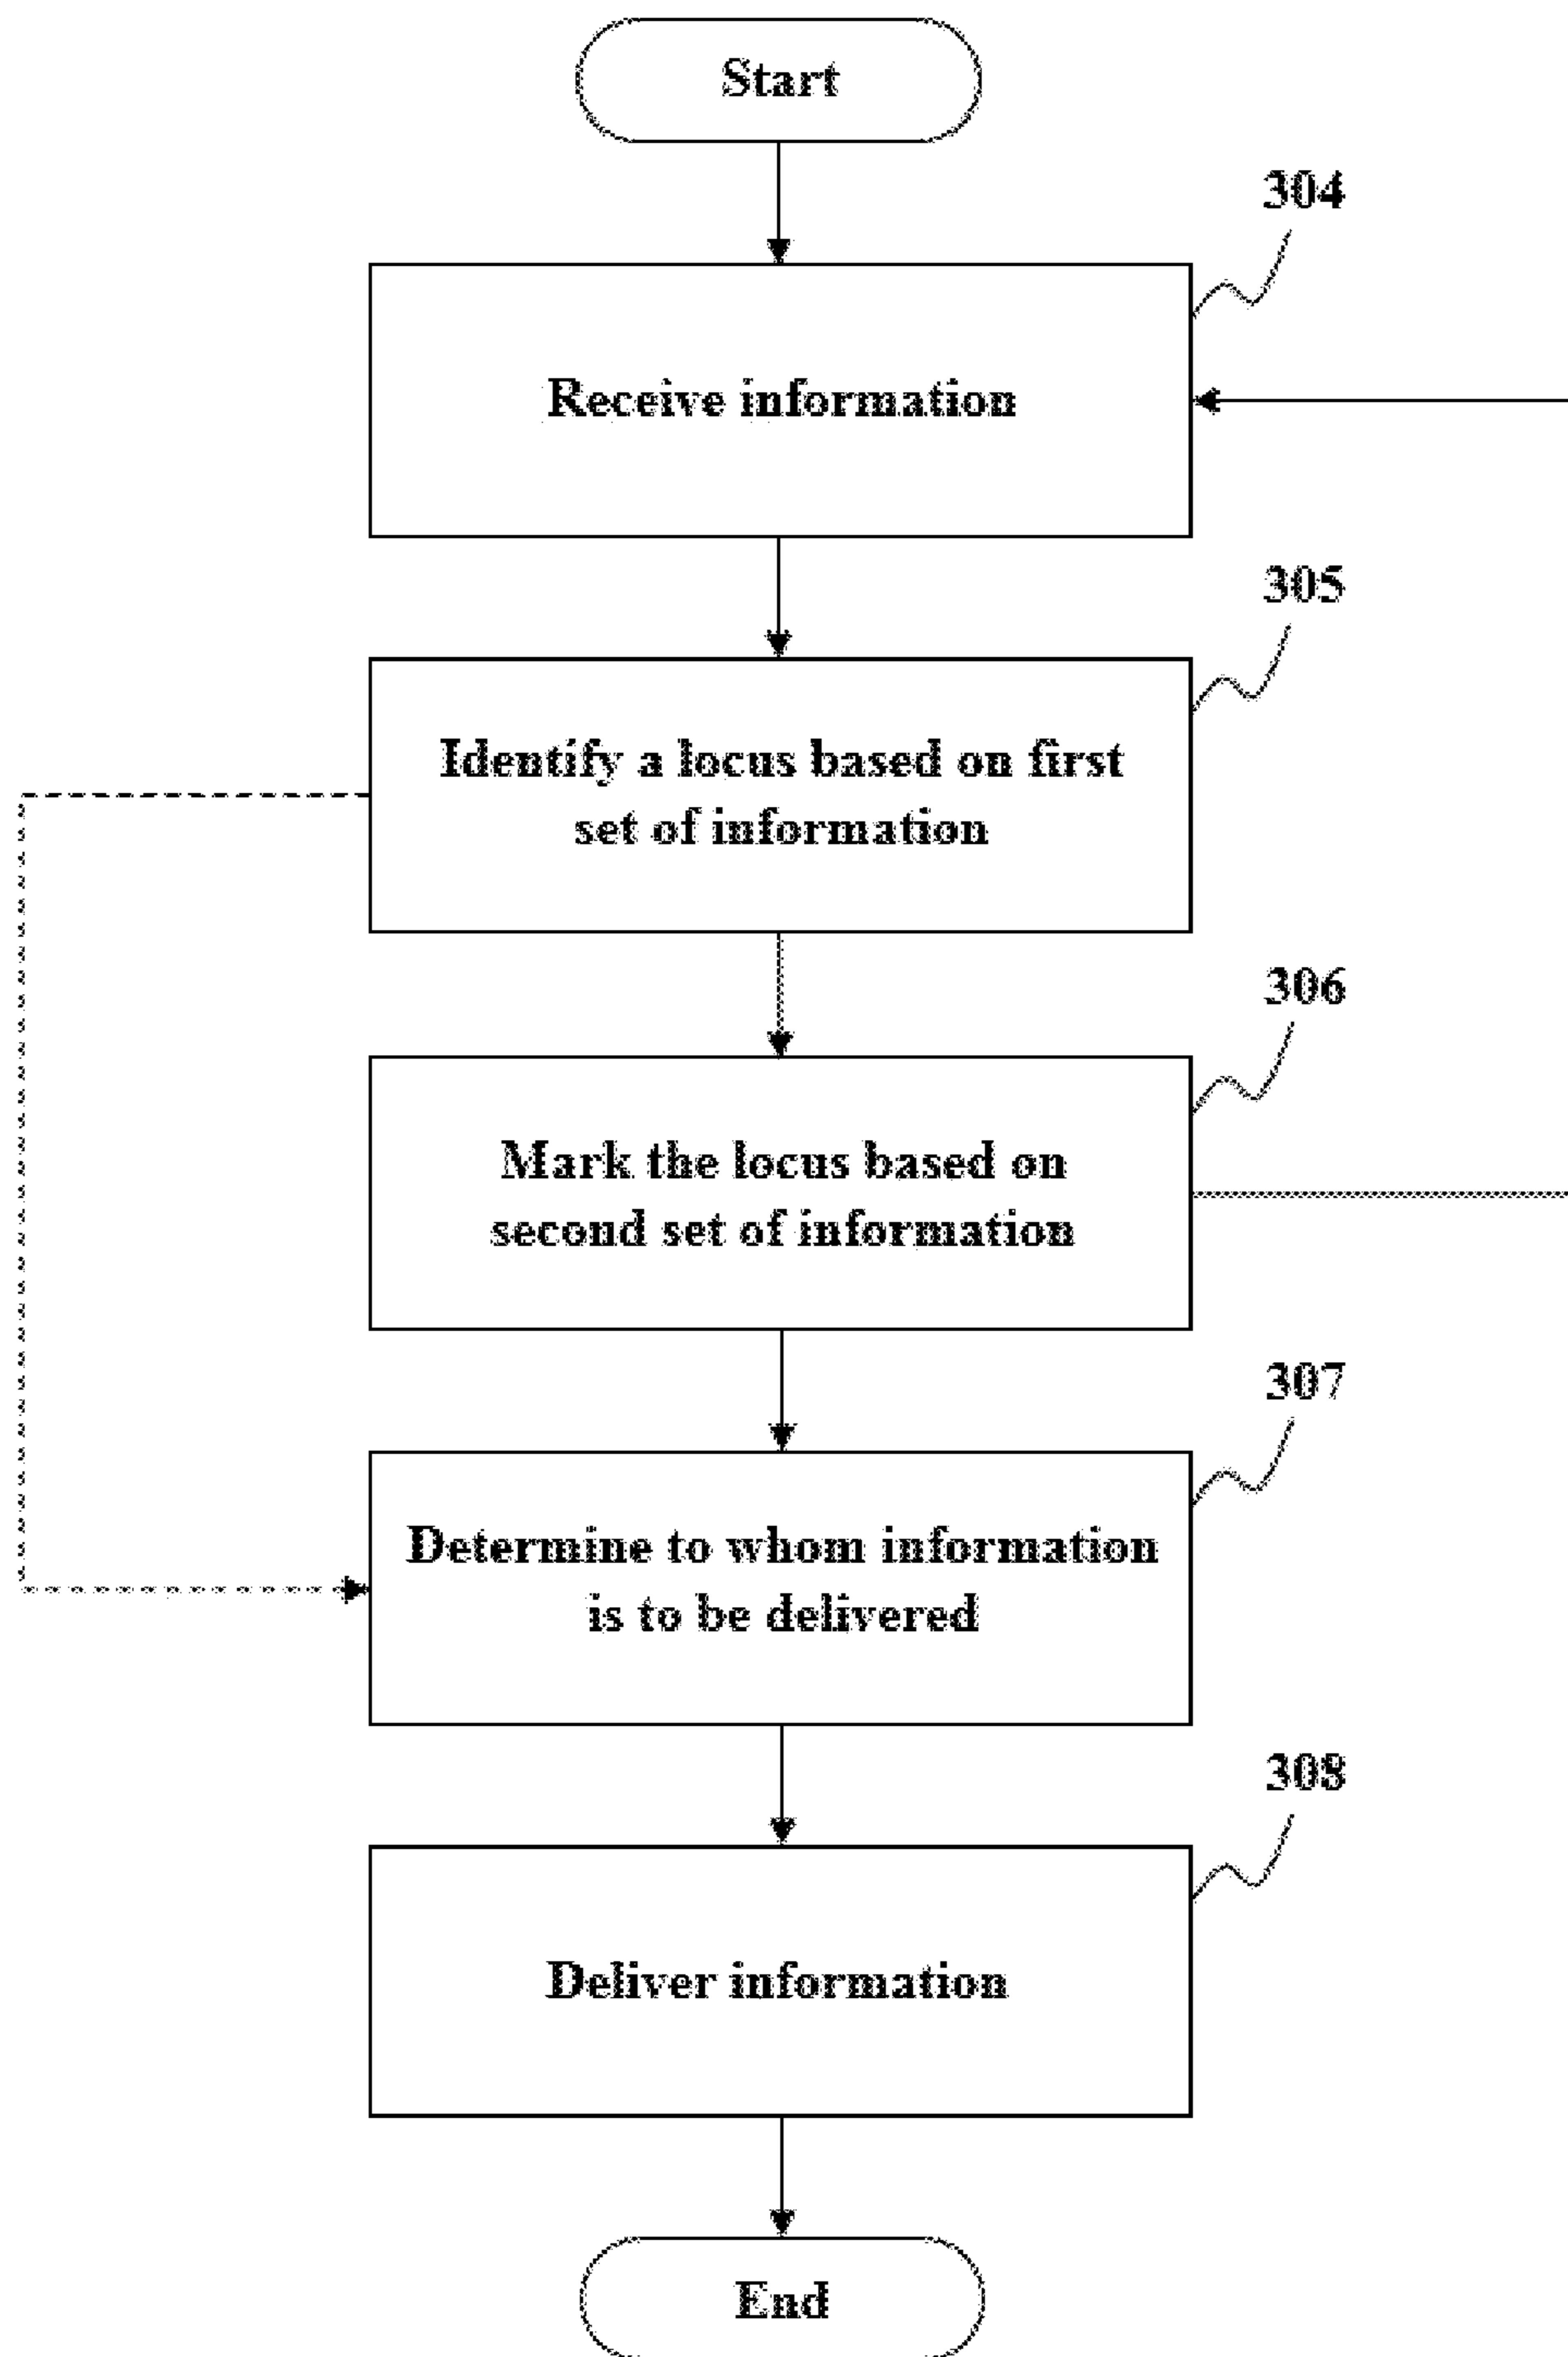 Start
304
Receive information
305
Identify a locus based on first
set of information
306
Mark the locus based on
second set of information
307
Determine to whom information
is to be delivered
308
Deliver information
End